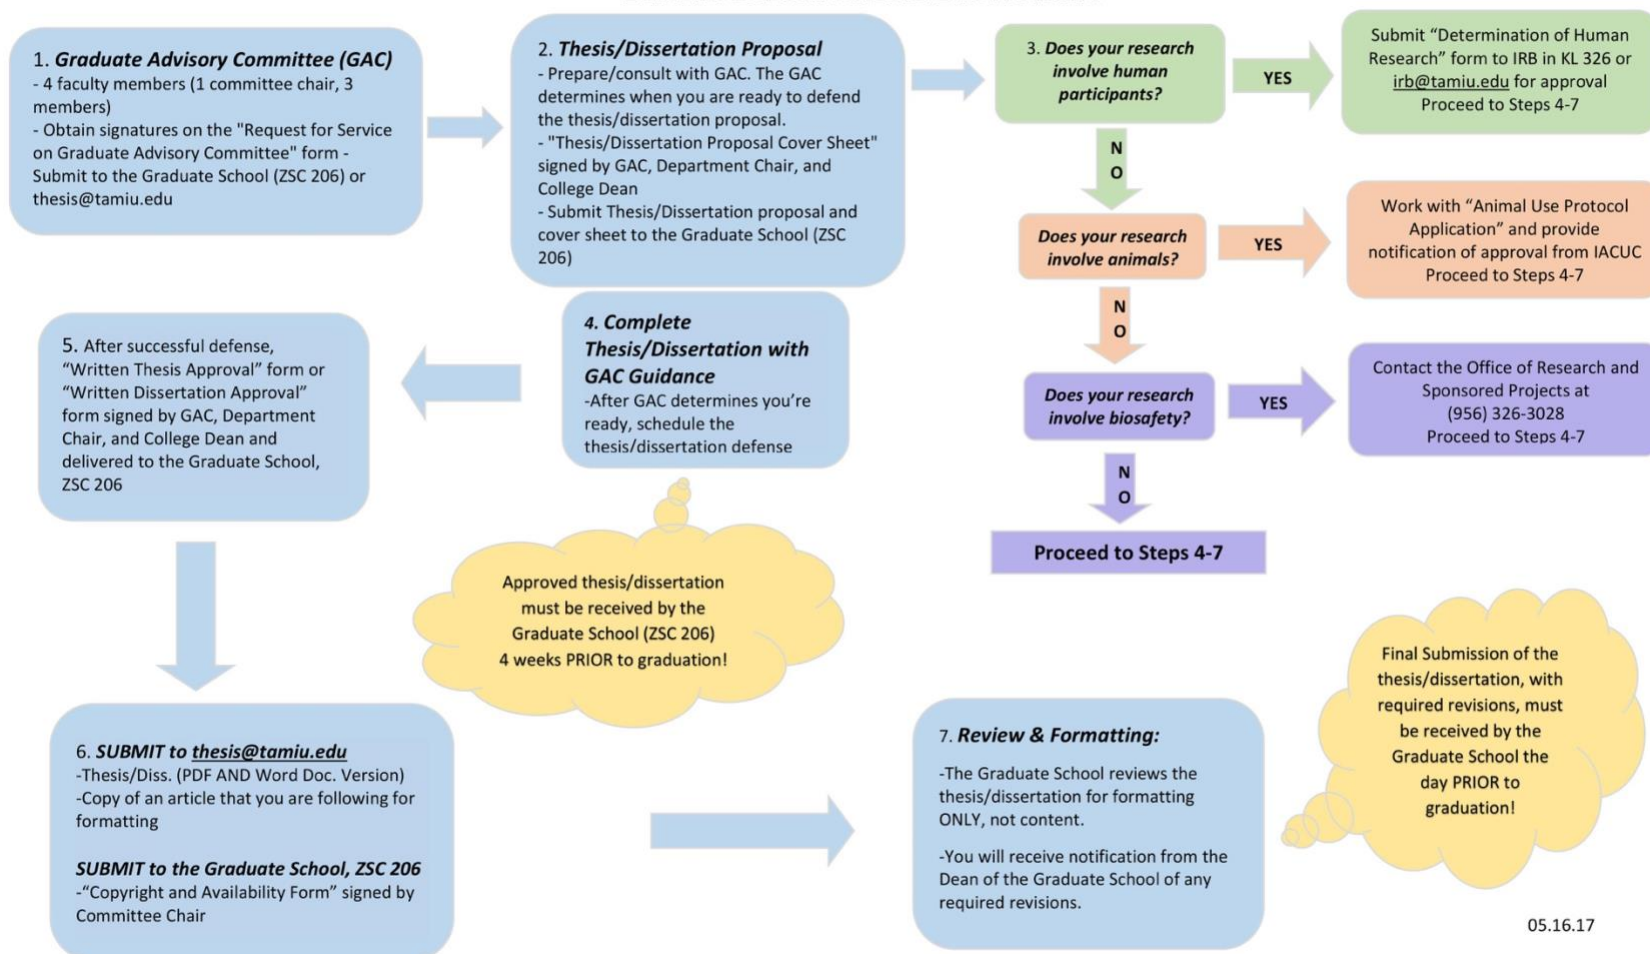 1. Graduate Advisory Committee (GAC)
- 4 faculty members (1 committee chair, 3
members)
- Obtain signatures on the "Request for Service
on Graduate Advisory Committee" form -
Submit to the Graduate School (ZSC 206) or
thesis@tamiu.edu
2. Thesis/Dissertation Proposal
- Prepare/consult with GAC. The GAC
determines when you are ready to defend
the thesis/dissertation proposal.
- "Thesis/Dissertation Proposal Cover Sheet"
signed by GAC, Department Chair, and
College Dean
- Submit Thesis/Dissertation proposal and
cover sheet to the Graduate School (ZSC
206)
3. Does your research
involve human
participants?
YES
Submit “Determination of Human
Research” form to IRB in KL 326 or
irb@tamiu.edu for approval
Proceed to Steps 4-7
N
O
Does your research
involve animals?
YES
Work with “Animal Use Protocol
Application” and provide
notification of approval from IACUC
Proceed to Steps 4-7
N
O
Does your research
involve biosafety?
YES
Contact the Office of Research and
Sponsored Projects at
(956) 326-3028
Proceed to Steps 4-7
N
O
Proceed to Steps 4-7
4. Complete
Thesis/Dissertation with
GAC Guidance
-After GAC determines you’re
ready, schedule the
thesis/dissertation defense
Approved thesis/dissertation
must be received by the
Graduate School (ZSC 206)
4 weeks PRIOR to graduation!
5. After successful defense,
“Written Thesis Approval” form or
“Written Dissertation Approval”
form signed by GAC, Department
Chair, and College Dean and
delivered to the Graduate School,
ZSC 206
6. SUBMIT to thesis@tamiu.edu
-Thesis/Diss. (PDF AND Word Doc. Version)
-Copy of an article that you are following for
formatting
SUBMIT to the Graduate School, ZSC 206
-“Copyright and Availability Form” signed by
Committee Chair
7. Review & Formatting:
-The Graduate School reviews the
thesis/dissertation for formatting
ONLY, not content.
-You will receive notification from the
Dean of the Graduate School of any
required revisions.
Final Submission of the
thesis/dissertation, with
required revisions, must
be received by the
Graduate School the
day PRIOR to
graduation!
05.16.17